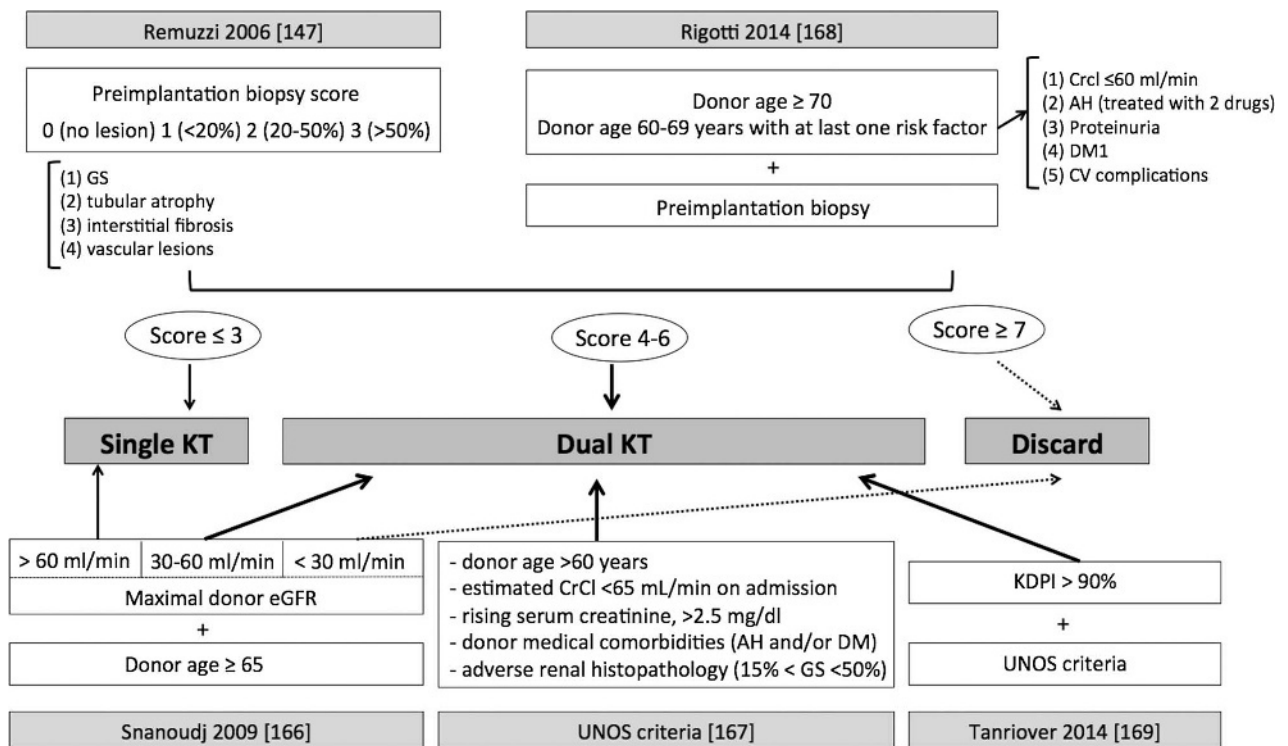 Remuzzi 2006 [147]
Rigotti 2014 [168]
Preimplantation biopsy score
0 (no lesion) 1 (<20%) 2 (20-50%) 3 (>50%)
(1) GS
(2) tubular atrophy
(3) interstitial fibrosis
(4) vascular lesions
Donor age ≥ 70
Donor age 60-69 years with at last one risk factor
+
Preimplantation biopsy
(1) Crcl ≤60 ml/min
(2) AH (treated with 2 drugs)
(3) Proteinuria
(4) DM1
(5) CV complications
Score ≤ 3
Score 4-6
Score ≥ 7
Single KT
Dual KT
Discard
> 60 ml/min
30-60 ml/min
< 30 ml/min
Maximal donor eGFR
+
Donor age ≥ 65
- donor age >60 years
- estimated CrCl <65 mL/min on admission
- rising serum creatinine, >2.5 mg/dl
- donor medical comorbidities (AH and/or DM)
- adverse renal histopathology (15% < GS <50%)
KDPI > 90%
+
UNOS criteria
Snanoudj 2009 [166]
UNOS criteria [167]
Tanriover 2014 [169]